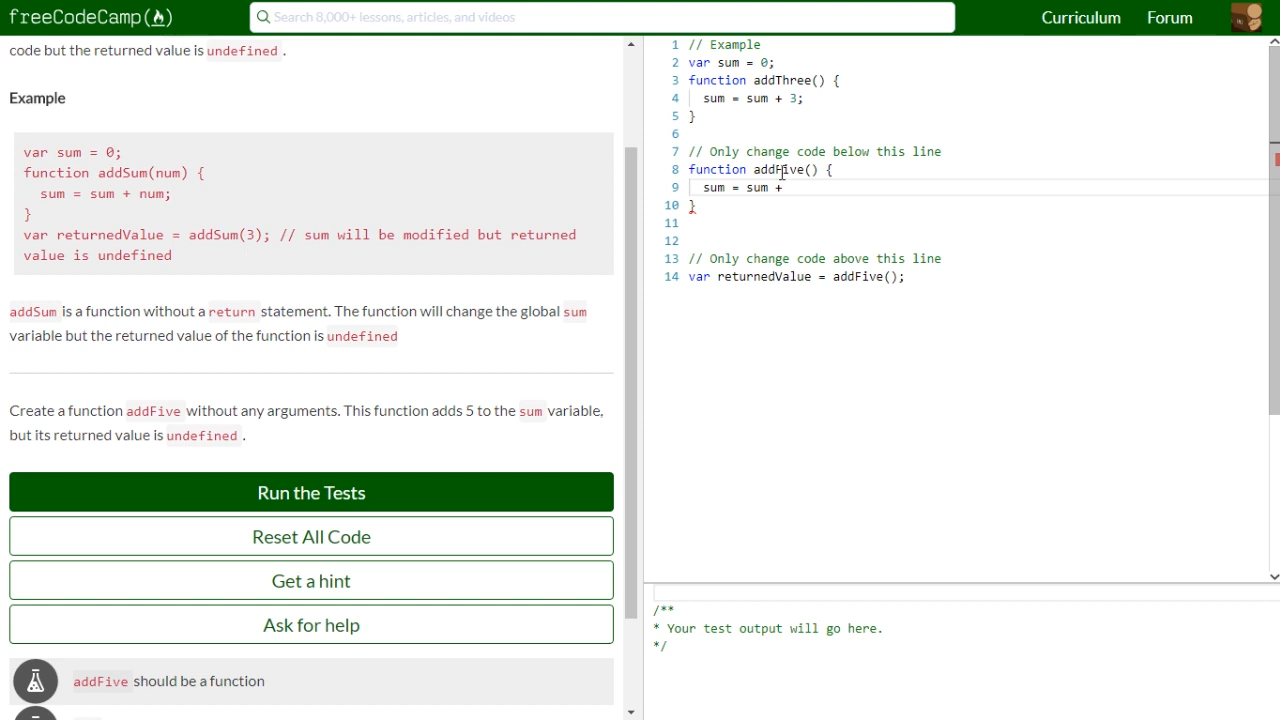 freeCodeCamp
Search 8,000+ lessons, articles, and videos
Curriculum
Forum
code but the returned value is undefined .
Example
var sum = 0;
function addSum(num) {
  sum = sum + num;
}
var returnedValue = addSum(3); // sum will be modified but returned
value is undefined
addSum is a function without a return statement. The function will change the global sum
variable but the returned value of the function is undefined
Create a function addFive without any arguments. This function adds 5 to the sum variable,
but its returned value is undefined .
Run the Tests
Reset All Code
Get a hint
Ask for help
addFive should be a function
1 // Example
2 var sum = 0;
3 function addThree() {
4   sum = sum + 3;
5 }
6
7 // Only change code below this line
8 function addFive() {
9   sum = sum +
10 }
11
12
13 // Only change code above this line
14 var returnedValue = addFive();
/**
* Your test output will go here.
*/